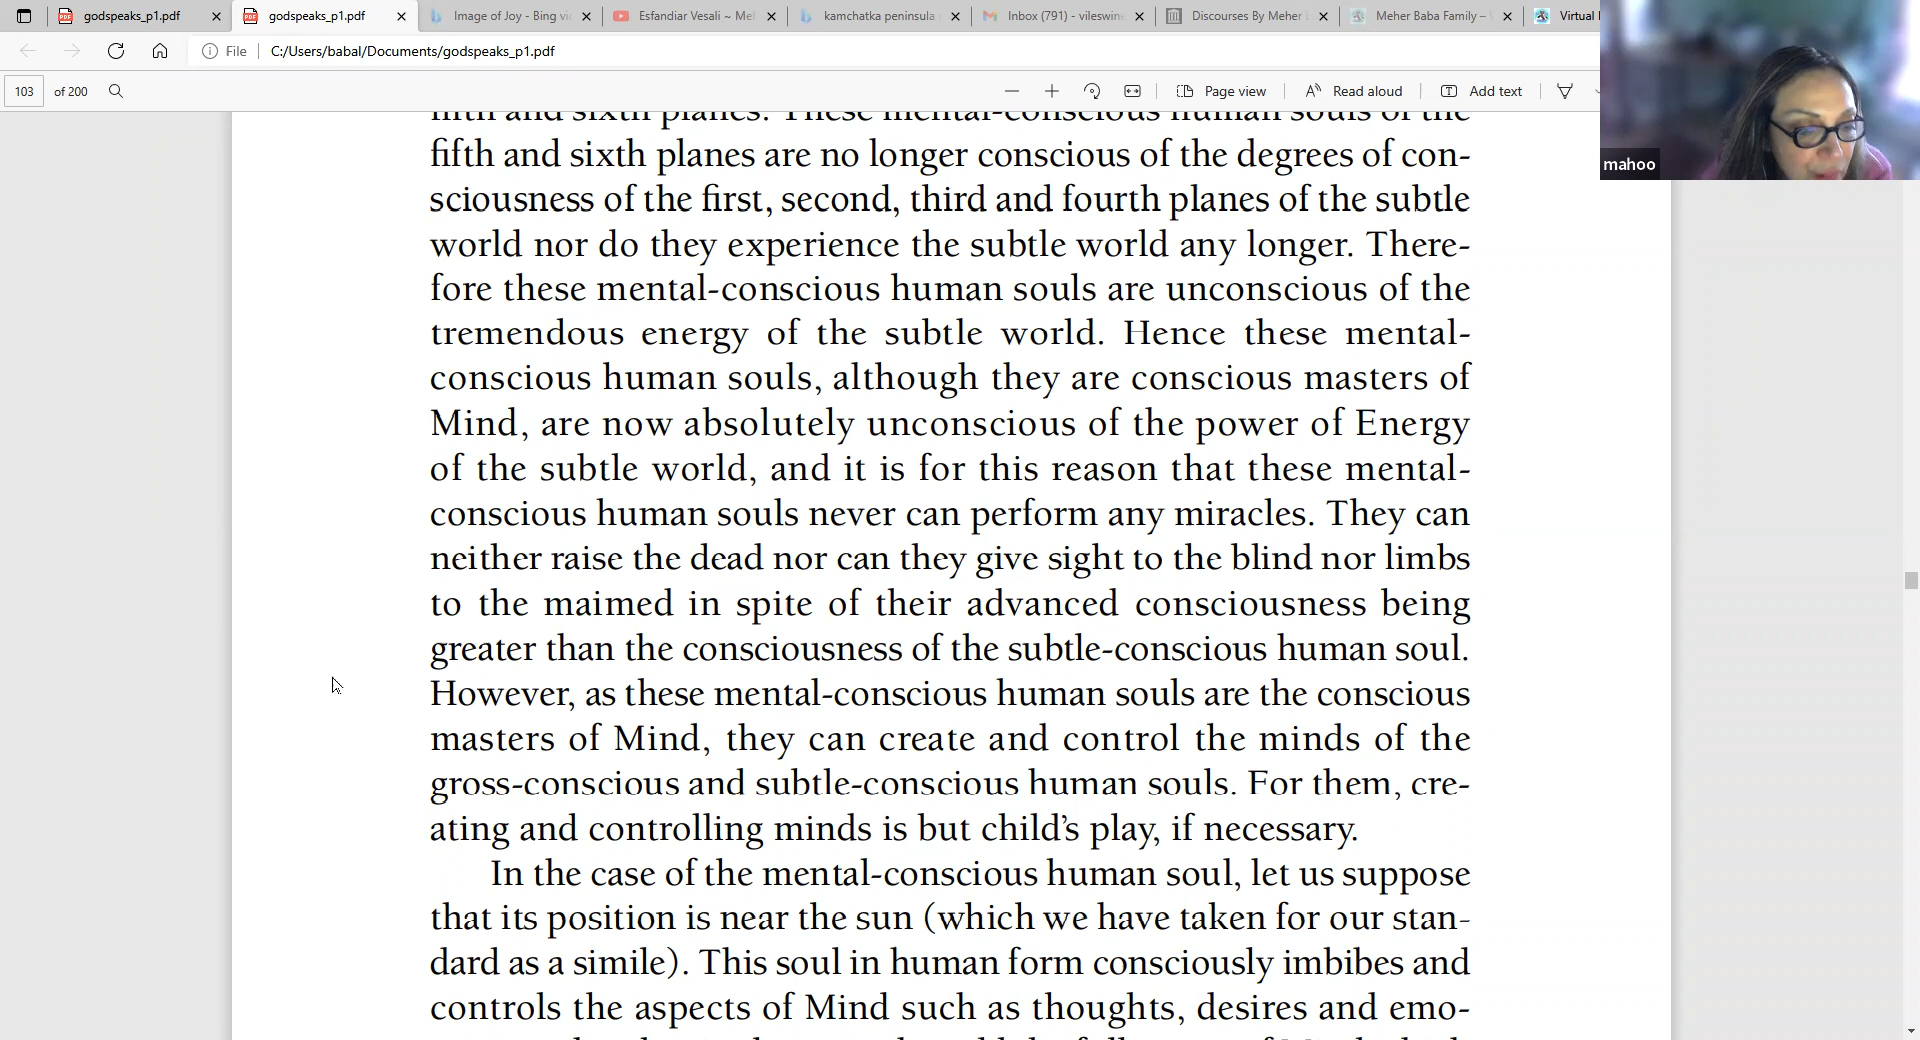 godspeaks_p1.pdf
godspeaks_p1.pdf
Image of Joy - Bing vi
Esfandiar Vesali ~ Me
kamchatka peninsula
Inbox (791) - vileswine
Discourses By Meher
Meher Baba Family –
Virtual
File
C:/Users/babal/Documents/godspeaks_p1.pdf
103 of 200
Page view
Read aloud
Add text
mahoo
fifth and sixth planes. These mental-conscious human souls of the
fifth and sixth planes are no longer conscious of the degrees of con-
sciousness of the first, second, third and fourth planes of the subtle
world nor do they experience the subtle world any longer. There-
fore these mental-conscious human souls are unconscious of the
tremendous energy of the subtle world. Hence these mental-
conscious human souls, although they are conscious masters of
Mind, are now absolutely unconscious of the power of Energy
of the subtle world, and it is for this reason that these mental-
conscious human souls never can perform any miracles. They can
neither raise the dead nor can they give sight to the blind nor limbs
to the maimed in spite of their advanced consciousness being
greater than the consciousness of the subtle-conscious human soul.
However, as these mental-conscious human souls are the conscious
masters of Mind, they can create and control the minds of the
gross-conscious and subtle-conscious human souls. For them, cre-
ating and controlling minds is but child’s play, if necessary.
In the case of the mental-conscious human soul, let us suppose
that its position is near the sun (which we have taken for our stan-
dard as a simile). This soul in human form consciously imbibes and
controls the aspects of Mind such as thoughts, desires and emo-